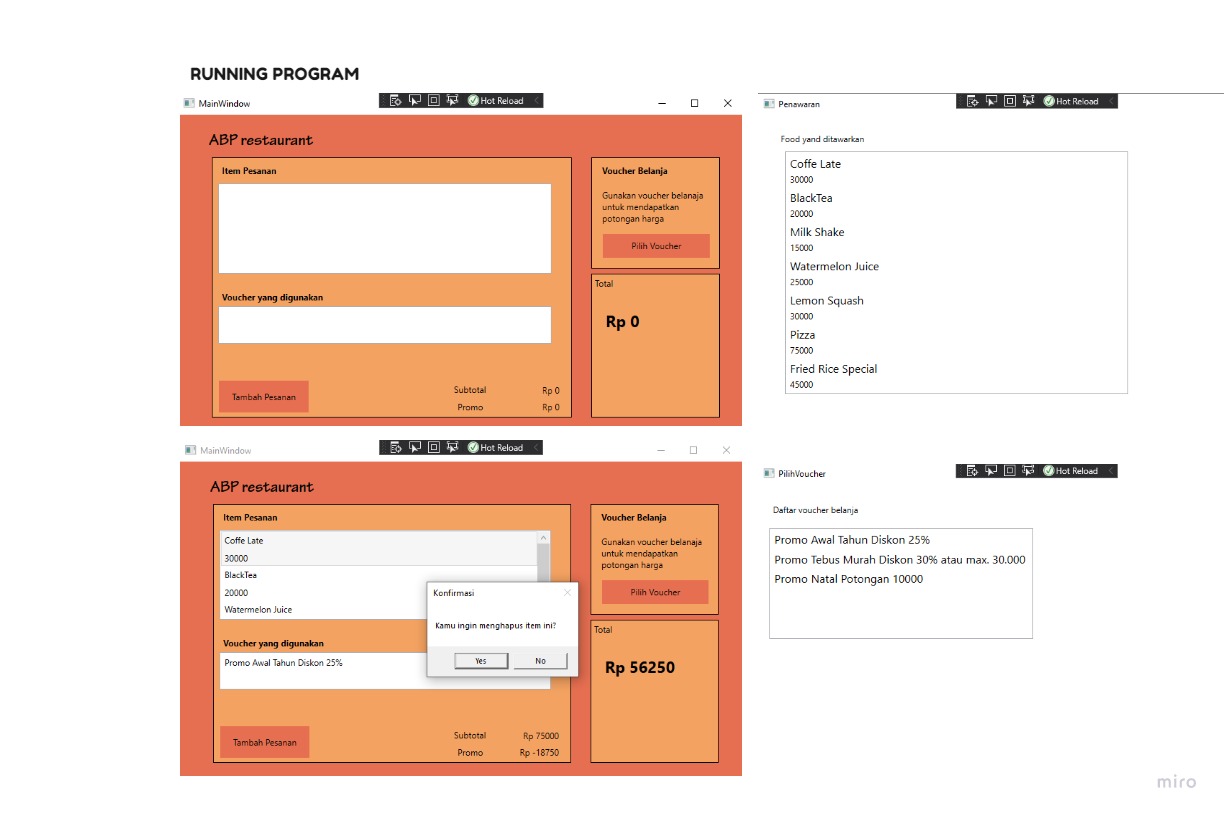 RUNNING PROGRAM
MainWindow
Hot Reload
ABP restaurant
Item Pesanan
Voucher yang digunakan
Tambah Pesanan
Subtotal Rp 0
Promo Rp 0
Voucher Belanja
Gunakan voucher belanaja
untuk mendapatkan
potongan harga
Pilih Voucher
Total
Rp 0
Penawaran
Hot Reload
Food yand ditawarkan
Coffe Late
30000
BlackTea
20000
Milk Shake
15000
Watermelon Juice
25000
Lemon Squash
30000
Pizza
75000
Fried Rice Special
45000
MainWindow
Hot Reload
ABP restaurant
Item Pesanan
Coffe Late
30000
BlackTea
20000
Watermelon Juice
Voucher yang digunakan
Promo Awal Tahun Diskon 25%
Tambah Pesanan
Subtotal Rp 75000
Promo Rp -18750
Konfirmasi
Kamu ingin menghapus item ini?
Yes No
Voucher Belanja
Gunakan voucher belanaja
untuk mendapatkan
potongan harga
Pilih Voucher
Total
Rp 56250
PilihVoucher
Hot Reload
Daftar voucher belanja
Promo Awal Tahun Diskon 25%
Promo Tebus Murah Diskon 30% atau max. 30.000
Promo Natal Potongan 10000
miro